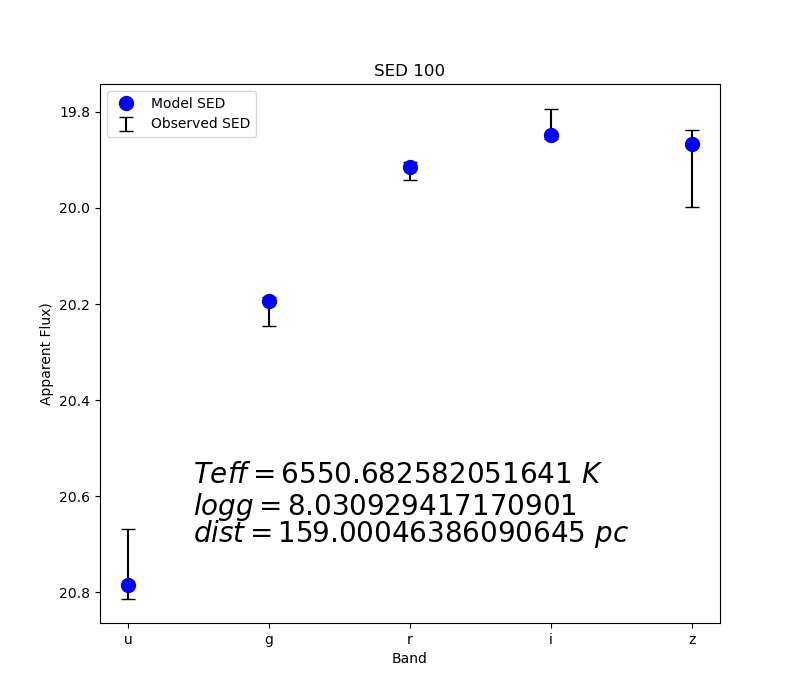 SED 100
Model SED
Observed SED
19.8
20.0
20.2
20.4
20.6
20.8
Apparent Flux)
Teff = 6550.682582051641 K
logg = 8.030929417170901
dist = 159.00046386090645 pc
u g r i z
Band